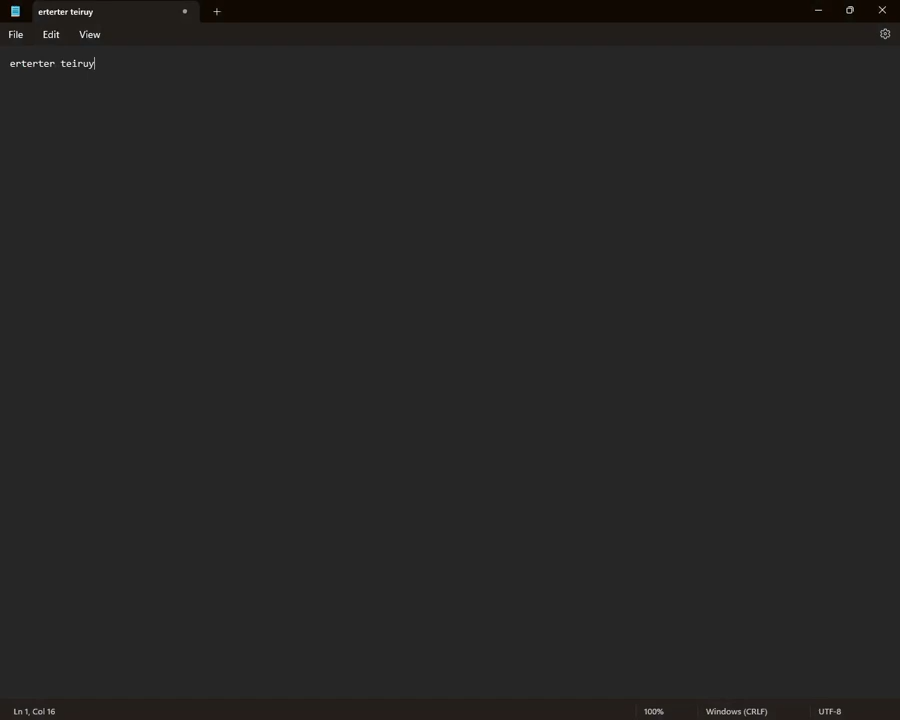 erterter teiruy
File Edit View
erterter teiruy
Ln 1, Col 16 100% Windows (CRLF) UTF-8